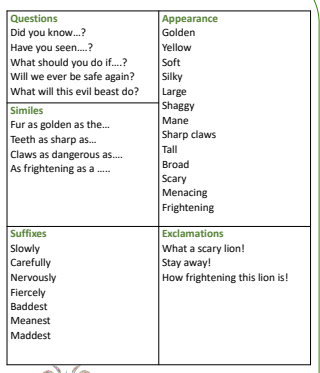 Questions
Did you know…?
Have you seen….?
What should you do if….?
Will we ever be safe again?
What will this evil beast do?
Similes
Fur as golden as the…
Teeth as sharp as…
Claws as dangerous as….
As frightening as a …..
Appearance
Golden
Yellow
Soft
Silky
Large
Shaggy
Mane
Sharp claws
Tall
Broad
Scary
Menacing
Frightening
Suffixes
Slowly
Carefully
Nervously
Fiercely
Baddest
Meanest
Maddest
Exclamations
What a scary lion!
Stay away!
How frightening this lion is!